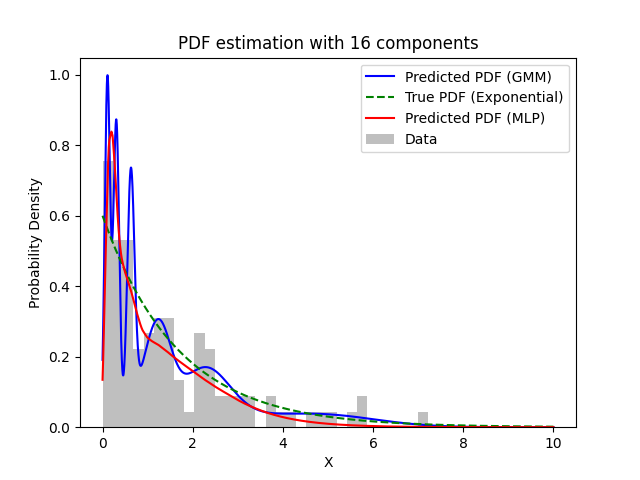 PDF estimation with 16 components
Predicted PDF (GMM)
True PDF (Exponential)
Predicted PDF (MLP)
Data
Probability Density
1.0
0.8
0.6
0.4
0.2
0.0
0 2 4 6 8 10
X